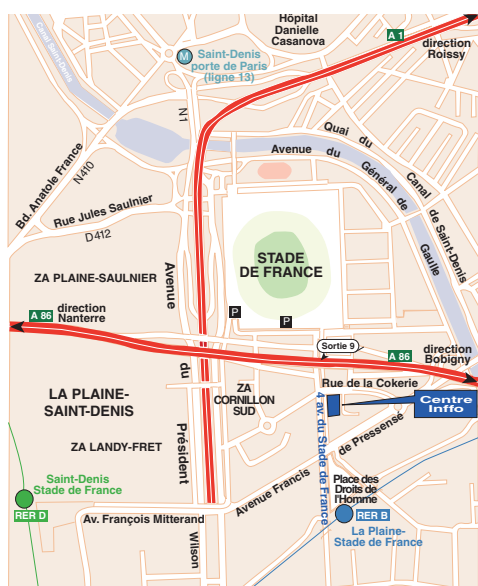 Hôpital
Danielle
Casanova
A 1
direction
Roissy
Canal Saint-Denis
M
Saint-Denis
porte de Paris
(ligne 13)
N1
Quai du Canal de Saint-Denis
Avenue du Général de Gaulle
Bd. Anatole France
N410
Rue Jules Saulnier
D412
STADE
DE FRANCE
ZA PLAINE-SAULNIER
Avenue du Président Wilson
P
P
A 86
direction
Nanterre
Sortie 9
A 86
direction
Bobigny
Rue de la Cokerie
LA PLAINE-
SAINT-DENIS
ZA
CORNILLON
SUD
4 av. du Stade de France
Centre
Inffo
ZA LANDY-FRET
Avenue Francis de Pressensé
Saint-Denis
Stade de France
RER D
Place des
Droits de
l'Homme
RER B
Av. François Mitterand
La Plaine-
Stade de France